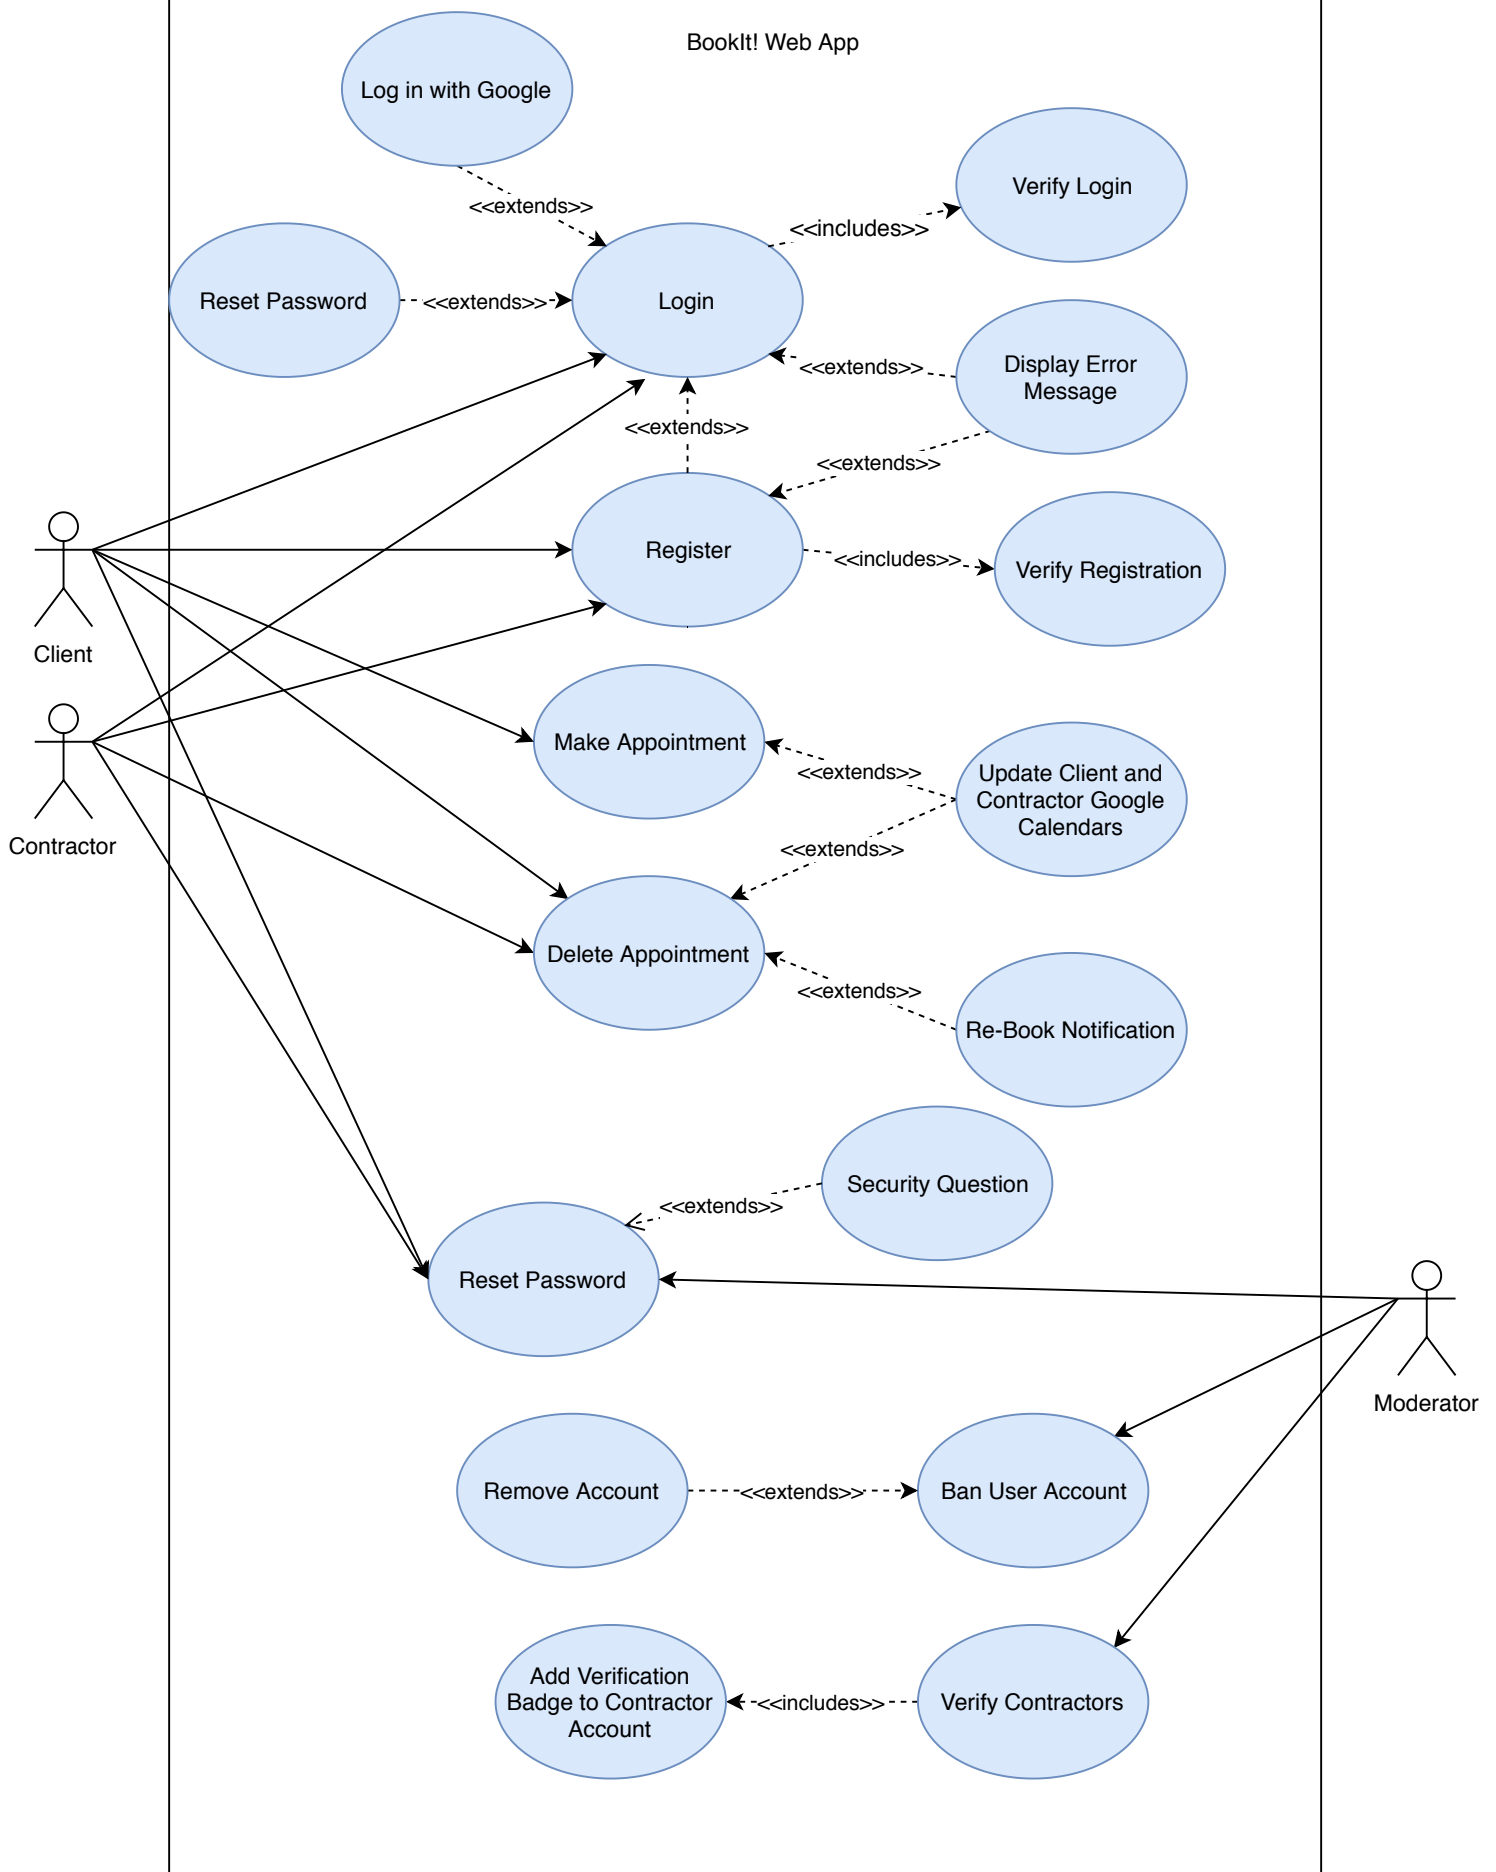 BookIt! Web App
Log in with Google
Verify Login
<<extends>>
<<includes>>
Reset Password
<<extends>>
Login
Display Error
Message
<<extends>>
<<extends>>
<<extends>>
Register
<<includes>>
Verify Registration
Client
Make Appointment
<<extends>>
Update Client and
Contractor Google
Calendars
Contractor
<<extends>>
Delete Appointment
<<extends>>
Re-Book Notification
Security Question
<<extends>>
Reset Password
Moderator
Remove Account
<<extends>>
Ban User Account
Add Verification
Badge to Contractor
Account
<<includes>>
Verify Contractors